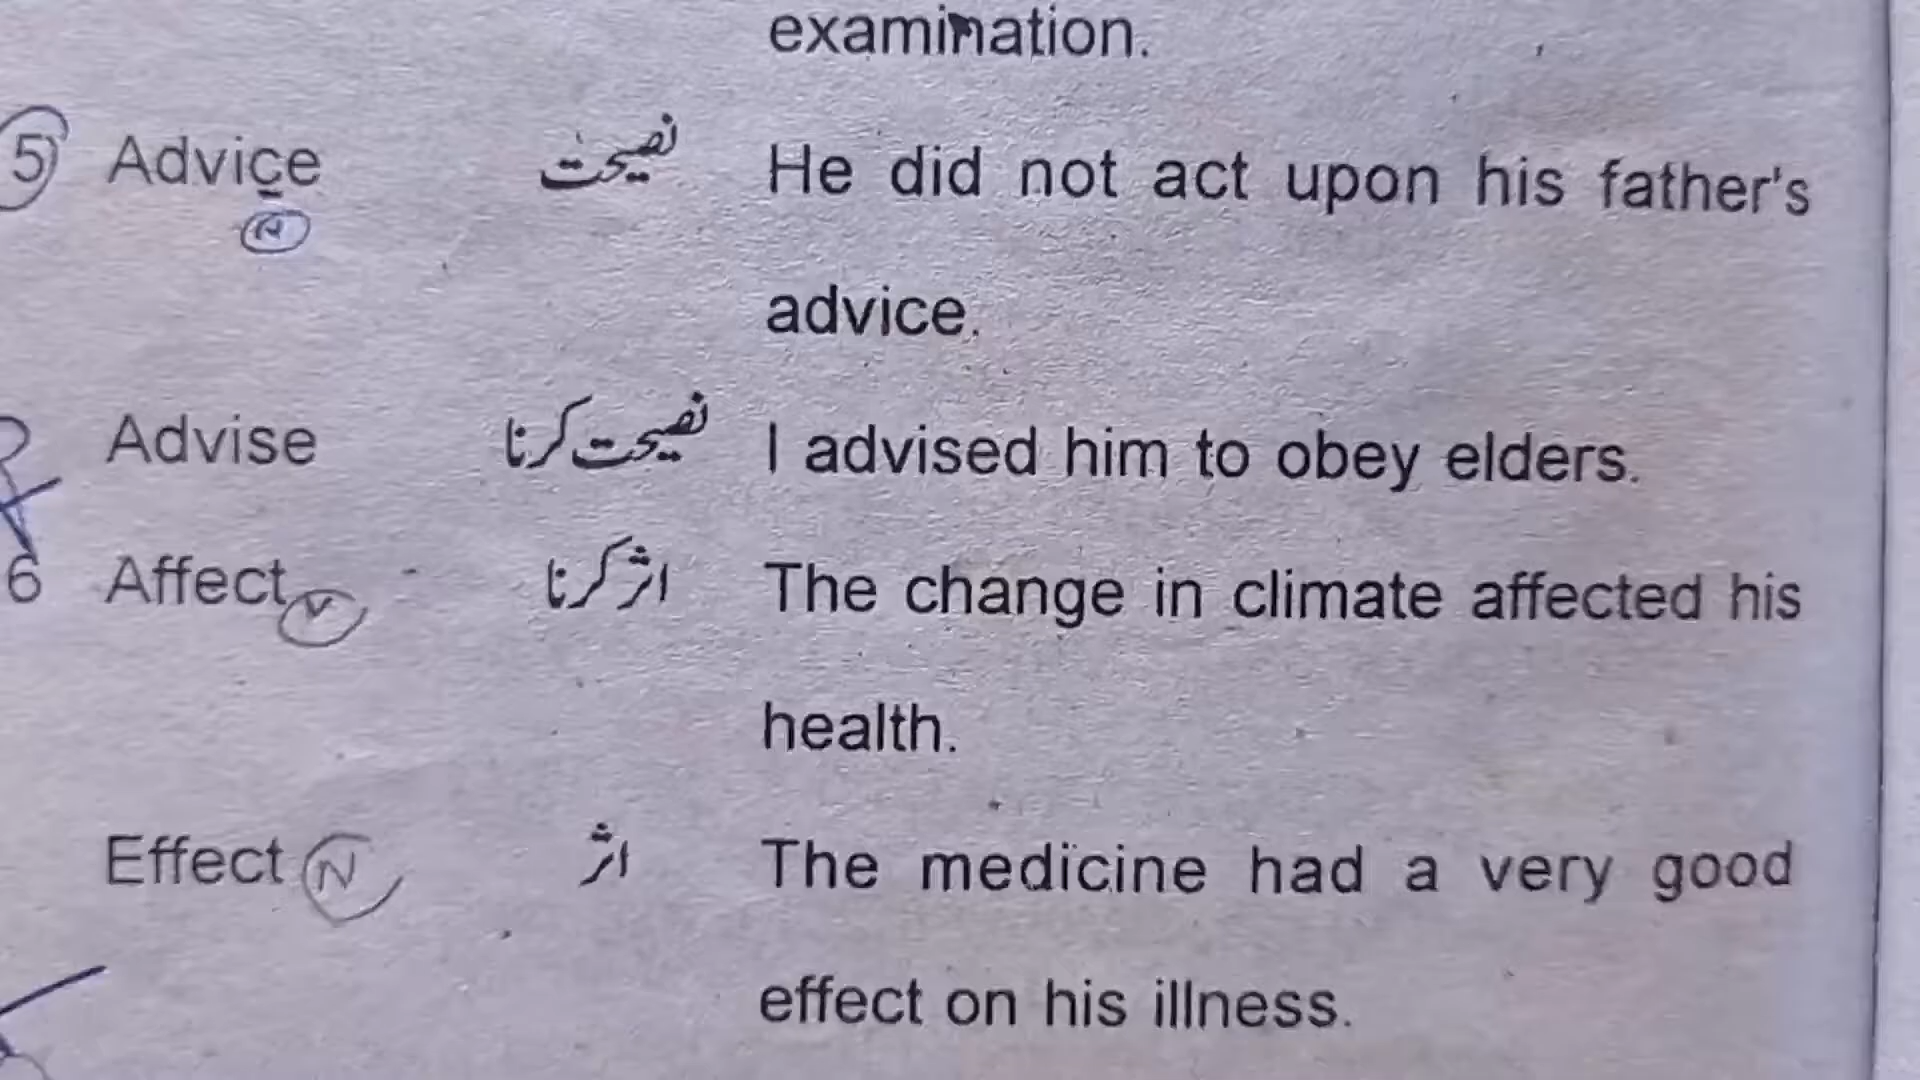 examination.
5 Advice نصیحت He did not act upon his father's
N
advice.
Advise نصیحت کرنا I advised him to obey elders.
6 Affect اثر کرنا The change in climate affected his
V
health.
Effect N اثر The medicine had a very good
effect on his illness.